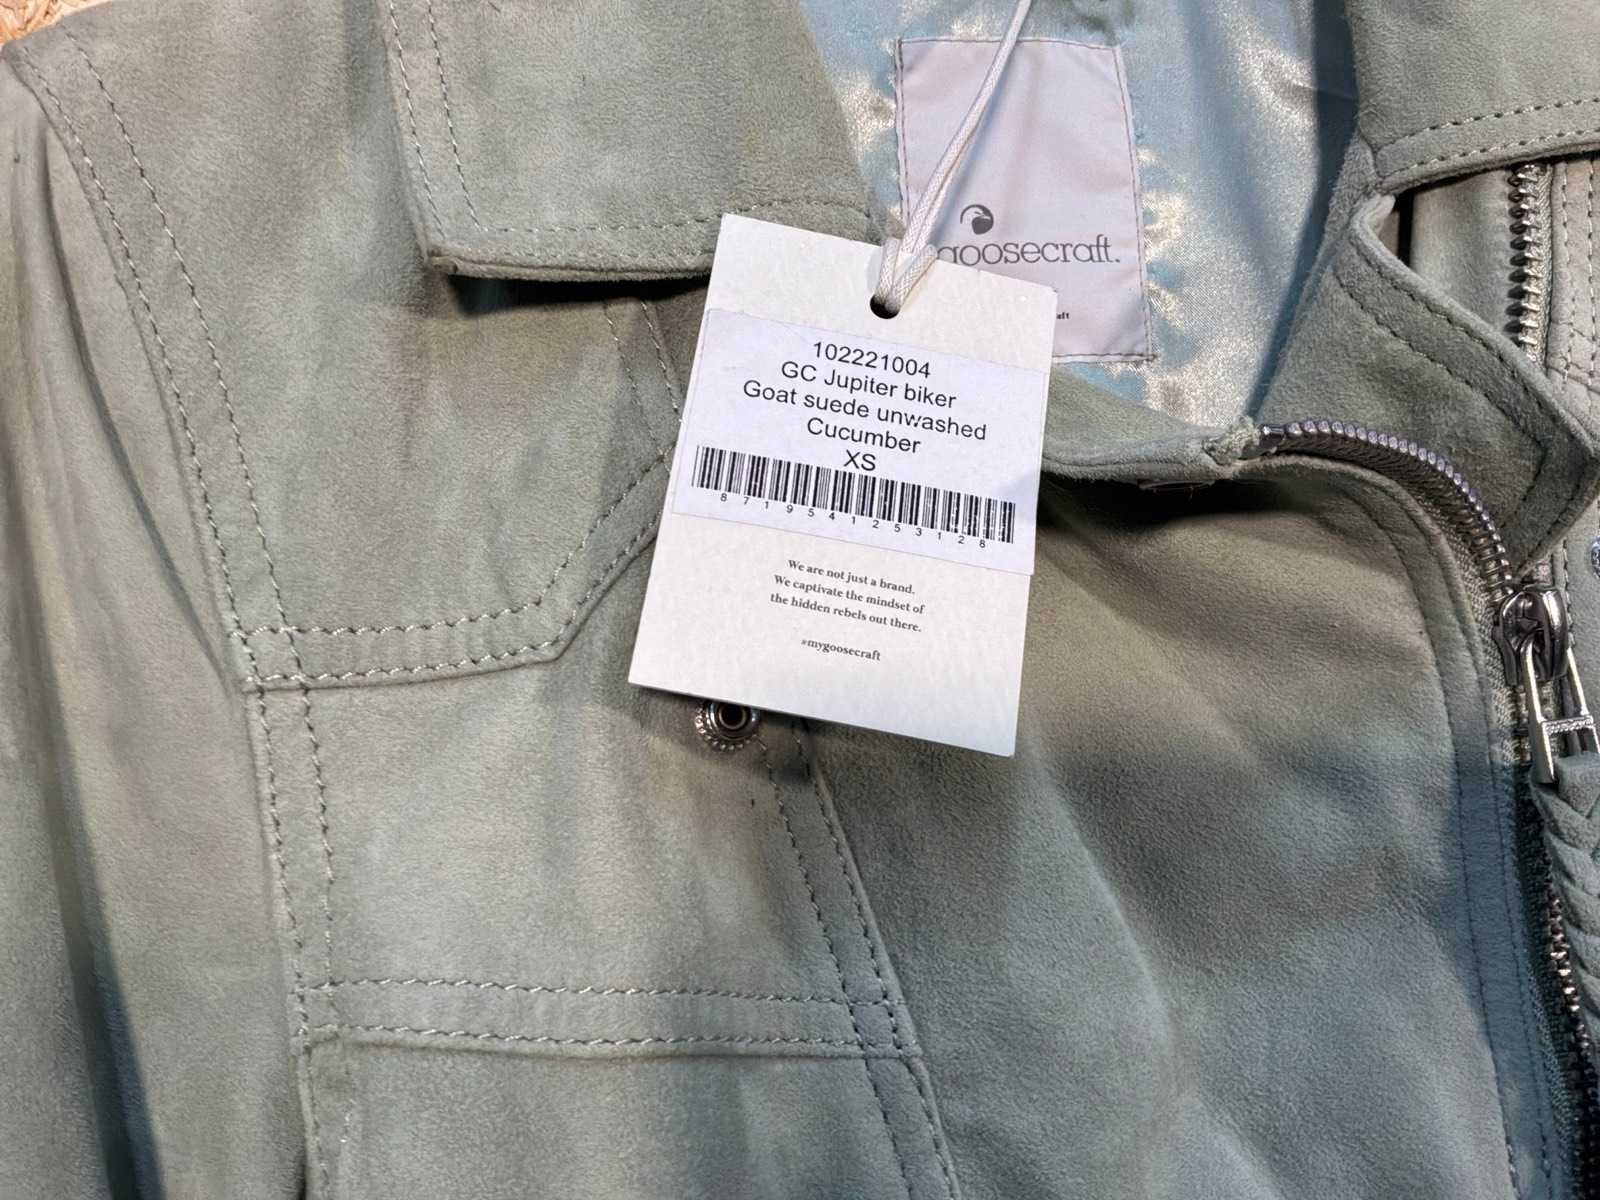 goosecraft.
aft
102221004
GC Jupiter biker
Goat suede unwashed
Cucumber
XS
8719541253128
We are not just a brand.
We captivate the mindset of
the hidden rebels out there.
#mygoosecraft